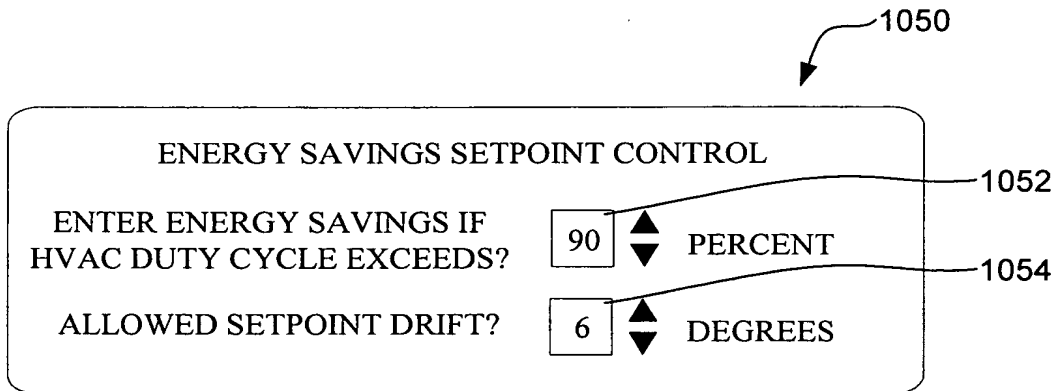 1050
ENERGY SAVINGS SETPOINT CONTROL
1052
ENTER ENERGY SAVINGS IF
HVAC DUTY CYCLE EXCEEDS?
90
PERCENT
1054
ALLOWED SETPOINT DRIFT?
6
DEGREES